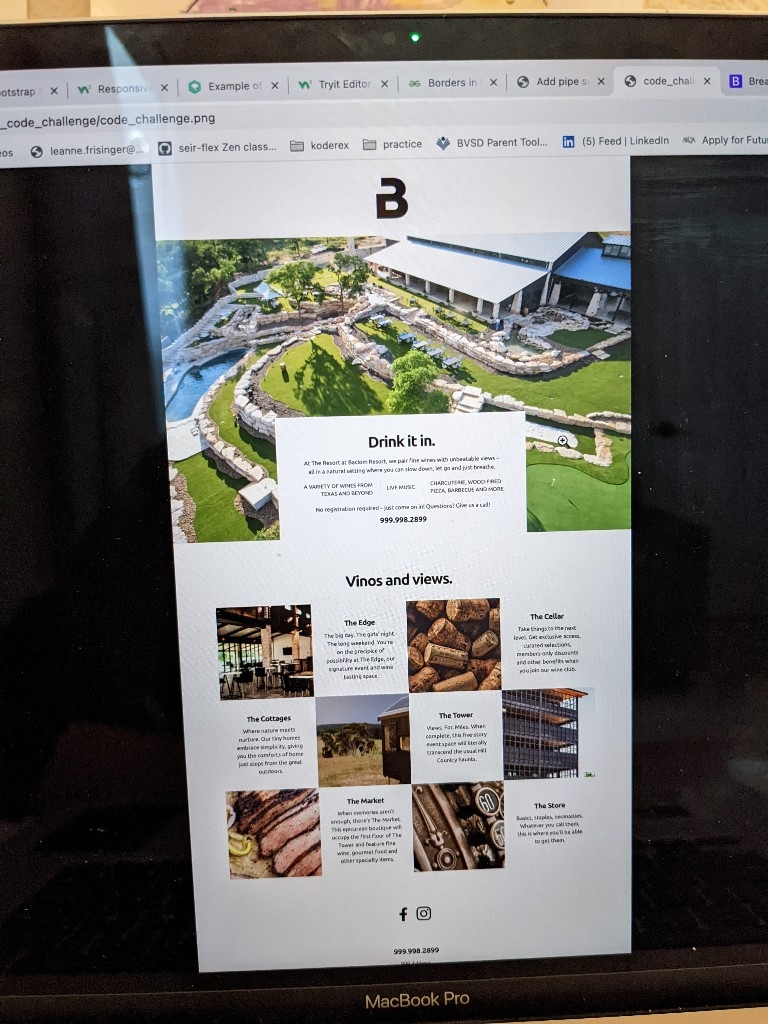 ootstrap
Responsive
Example of
Tryit Editor
Borders in
Add pipe s
code_chal
Brea
_code_challenge/code_challenge.png
eos
leanne.frisinger@...
seir-flex Zen class...
koderex
practice
BVSD Parent Tool...
(5) Feed | LinkedIn
Apply for Futu
B
Drink it in.
At The Resort at Baciom Resort, we pair fine wines with unbeatable views –
all in a natural setting where you can slow down, let go and just breathe.
A VARIETY OF WINES FROM
TEXAS AND BEYOND
LIVE MUSIC
CHARCUTERIE, WOOD FIRED
PIZZA, BARBECUE AND MORE
No registration required – just come on in! Questions? Give us a call!
999.998.2899
Vinos and views.
The Edge
The big day. The girls' night.
The long weekend. You're
on the precipice of
possibility at The Edge, our
signature event and wine
tasting space.
The Cellar
Take things to the next
level. Get exclusive access,
curated selections,
members-only discounts
and other benefits when
you join our wine club.
The Cottages
Where nature meets
nurture. Our tiny homes
embrace simplicity, giving
you the comforts of home
just steps from the great
outdoors.
The Tower
Views. For. Miles. When
complete, this five story
event space will literally
transcend the usual Hill
Country haunts.
The Market
When memories aren't
enough, there's The Market.
This epicurean boutique will
occupy the first floor of The
Tower and feature fine
wine, gourmet food and
other specialty items.
60
The Store
Basics, staples, necessities.
Whatever you call them,
this is where you'll be able
to get them.
999.998.2899
MacBook Pro